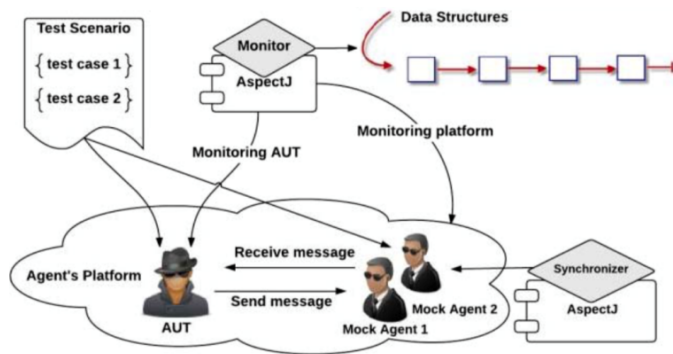 Test Scenario
{ test case 1 }
{ test case 2 }
Monitor
AspectJ
Data Structures
Monitoring AUT
Monitoring platform
Agent's Platform
Receive message
Send message
AUT
Mock Agent 1
Mock Agent 2
Synchronizer
AspectJ